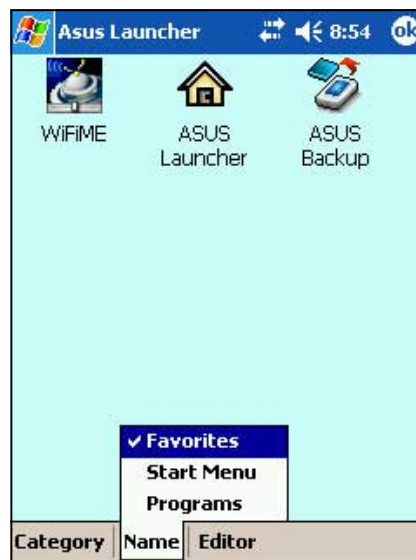 Asus Launcher 8:54 ok
WiFiME
ASUS Launcher
ASUS Backup
Favorites
Start Menu
Programs
Category Name Editor